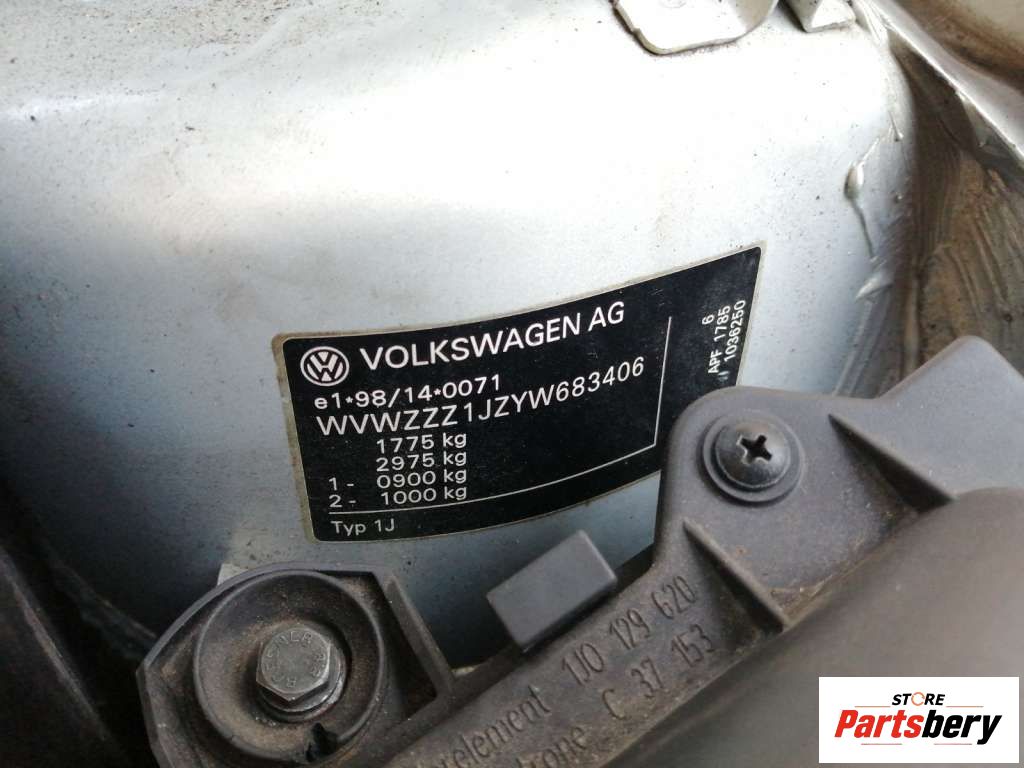 VOLKSWAGEN AG
e1*98/14*0071
WVWZZZ1JZYW683406
1775 kg
2975 kg
1 - 0900 kg
2 - 1000 kg
Typ 1J
6
APF 1785
1036250
1J0 129 620
C 37 153
STORE
Partsbery